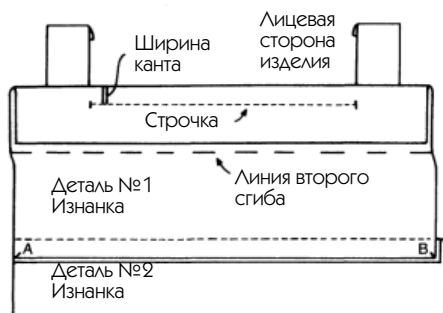 Ширина
канта
Лицевая
сторона
изделия
Строчка
Деталь №1
Изнанка
Линия второго
сгиба
A
B
Деталь №2
Изнанка